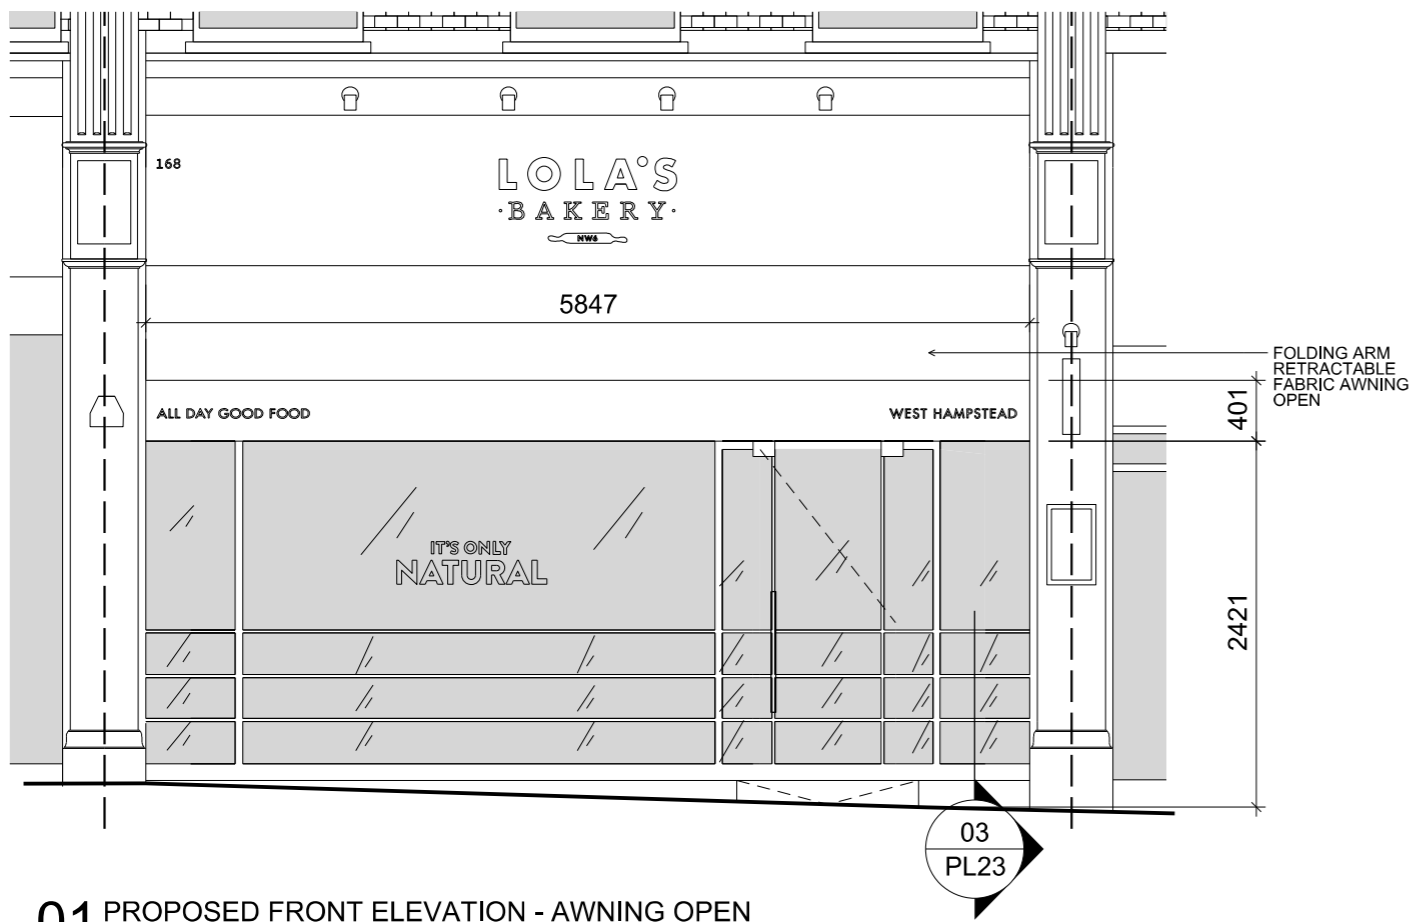 168
LOLA'S
·BAKERY·
NW6
5847
FOLDING ARM
RETRACTABLE
FABRIC AWNING
OPEN
401
ALL DAY GOOD FOOD
WEST HAMPSTEAD
IT'S ONLY
NATURAL
2421
03
PL23
01 PROPOSED FRONT ELEVATION - AWNING OPEN